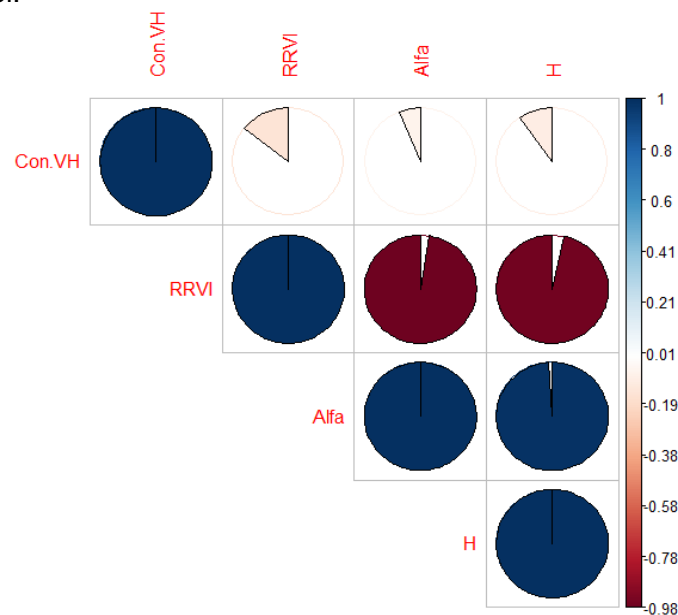 Con.VH
RRVI
Alfa
H
Con.VH
RRVI
Alfa
H
1
0.8
0.6
0.41
0.21
0.01
-0.19
-0.38
-0.58
-0.78
-0.98